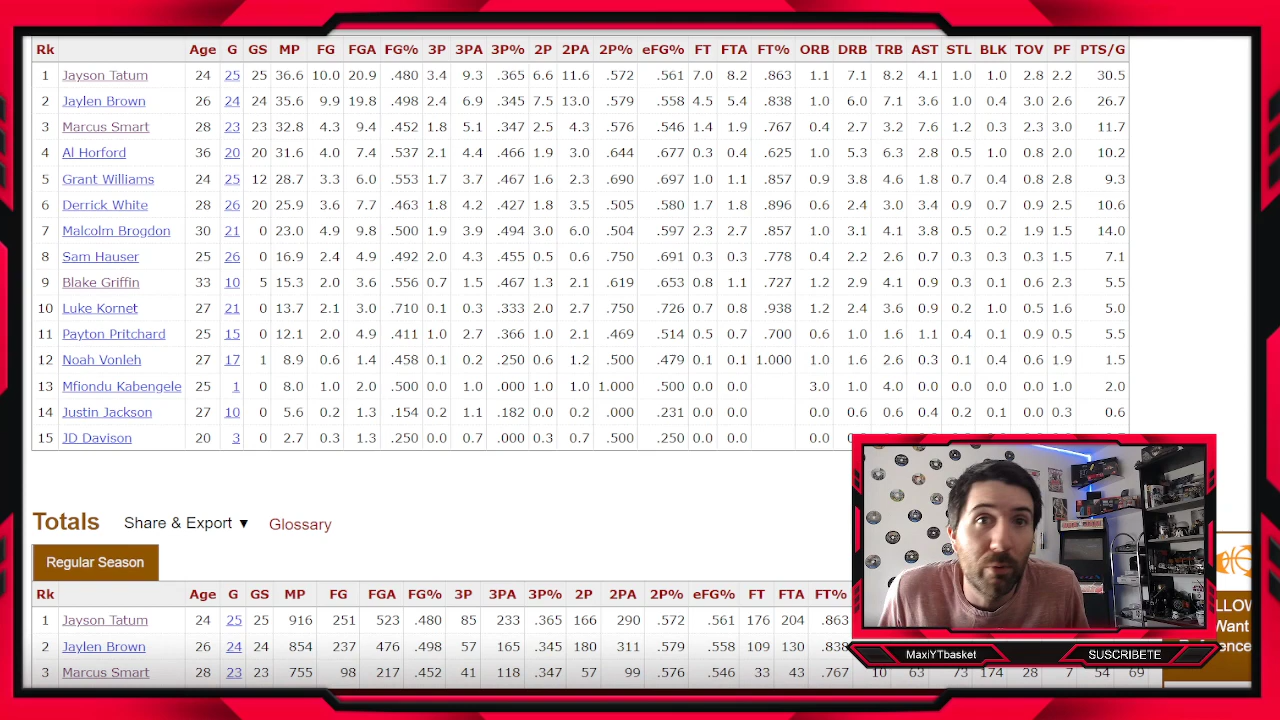 Rk Age G GS MP FG FGA FG% 3P 3PA 3P% 2P 2PA 2P% eFG% FT FTA FT% ORB DRB TRB AST STL BLK TOV PF PTS/G
1 Jayson Tatum 24 25 25 36.6 10.0 20.9 .480 3.4 9.3 .365 6.6 11.6 .572 .561 7.0 8.2 .863 1.1 7.1 8.2 4.1 1.0 1.0 2.8 2.2 30.5
2 Jaylen Brown 26 24 24 35.6 9.9 19.8 .498 2.4 6.9 .345 7.5 13.0 .579 .558 4.5 5.4 .838 1.0 6.0 7.1 3.6 1.0 0.4 3.0 2.6 26.7
3 Marcus Smart 28 23 23 32.8 4.3 9.4 .452 1.8 5.1 .347 2.5 4.3 .576 .546 1.4 1.9 .767 0.4 2.7 3.2 7.6 1.2 0.3 2.3 3.0 11.7
4 Al Horford 36 20 20 31.6 4.0 7.4 .537 2.1 4.4 .466 1.9 3.0 .644 .677 0.3 0.4 .625 1.0 5.3 6.3 2.8 0.5 1.0 0.8 2.0 10.2
5 Grant Williams 24 25 12 28.7 3.3 6.0 .553 1.7 3.7 .467 1.6 2.3 .690 .697 1.0 1.1 .857 0.9 3.8 4.6 1.8 0.7 0.4 0.8 2.8 9.3
6 Derrick White 28 26 20 25.9 3.6 7.7 .463 1.8 4.2 .427 1.8 3.5 .505 .580 1.7 1.8 .896 0.6 2.4 3.0 3.4 0.9 0.7 0.9 2.5 10.6
7 Malcolm Brogdon 30 21 0 23.0 4.9 9.8 .500 1.9 3.9 .494 3.0 6.0 .504 .597 2.3 2.7 .857 1.0 3.1 4.1 3.8 0.5 0.2 1.9 1.5 14.0
8 Sam Hauser 25 26 0 16.9 2.4 4.9 .492 2.0 4.3 .455 0.5 0.6 .750 .691 0.3 0.3 .778 0.4 2.2 2.6 0.7 0.3 0.3 0.3 1.5 7.1
9 Blake Griffin 33 10 5 15.3 2.0 3.6 .556 0.7 1.5 .467 1.3 2.1 .619 .653 0.8 1.1 .727 1.2 2.9 4.1 0.9 0.3 0.1 0.6 2.3 5.5
10 Luke Kornet 27 21 0 13.7 2.1 3.0 .710 0.1 0.3 .333 2.0 2.7 .750 .726 0.7 0.8 .938 1.2 2.4 3.6 0.8 0.2 1.0 0.5 1.6 5.0
11 Payton Pritchard 25 15 0 12.1 2.0 4.9 .411 1.0 2.7 .366 1.0 2.1 .469 .514 0.5 0.7 .700 0.6 1.0 1.6 1.1 0.4 0.1 0.9 0.5 5.5
12 Noah Vonleh 27 17 1 8.9 0.6 1.4 .458 0.1 0.2 .250 0.6 1.2 .500 .479 0.1 0.1 1.000 1.0 1.6 2.6 0.3 0.1 0.4 0.6 1.9 1.5
13 Mfiondu Kabengele 25 1 0 8.0 1.0 2.0 .500 0.0 1.0 .000 1.0 1.0 1.000 .500 0.0 0.0 3.0 1.0 4.0 0.0 0.0 0.0 0.0 1.0 2.0
14 Justin Jackson 27 10 0 5.6 0.2 1.3 .154 0.2 1.1 .182 0.0 0.2 .000 .231 0.0 0.0 0.0 0.6 0.6 0.4 0.2 0.1 0.0 0.3 0.6
15 JD Davison 20 3 0 2.7 0.3 1.3 .250 0.0 0.7 .000 0.3 0.7 .500 .250 0.0 0.0 0.0
Totals Share & Export ▼ Glossary
Regular Season
Rk Age G GS MP FG FGA FG% 3P 3PA 3P% 2P 2PA 2P% eFG% FT FTA FT%
1 Jayson Tatum 24 25 25 916 251 523 .480 85 233 .365 166 290 .572 .561 176 204 .863
2 Jaylen Brown 26 24 24 854 237 476 .498 57 165 .345 180 311 .579 .558 109 130 .838
3 Marcus Smart 28 23 23 755 98 217 .452 41 118 .347 57 99 .576 .546 33 43 .767 10 63 73 174 28 7 54 69
Want
MaxiYTbasket
SUSCRIBETE